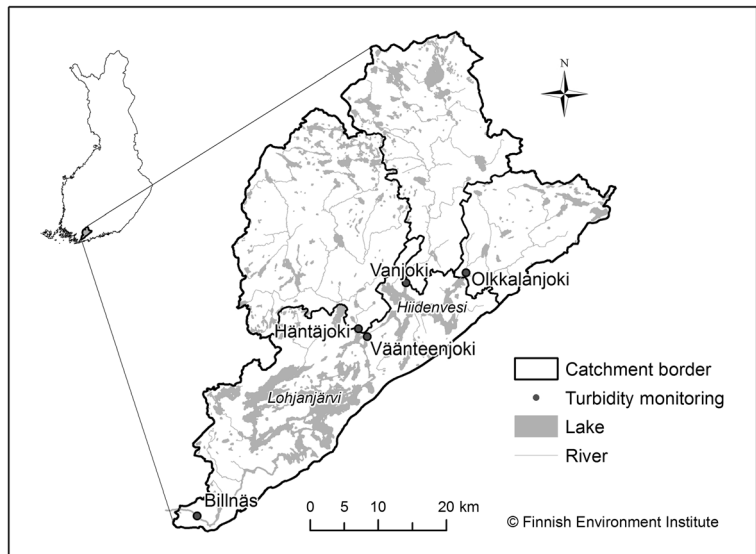 N
Vanjoki
Olkkalanjoki
Hiidenvesi
Häntäjoki
Väänteenjoki
Lohjanjärvi
Billnäs
Catchment border
Turbidity monitoring
Lake
River
0 5 10 20 km
© Finnish Environment Institute